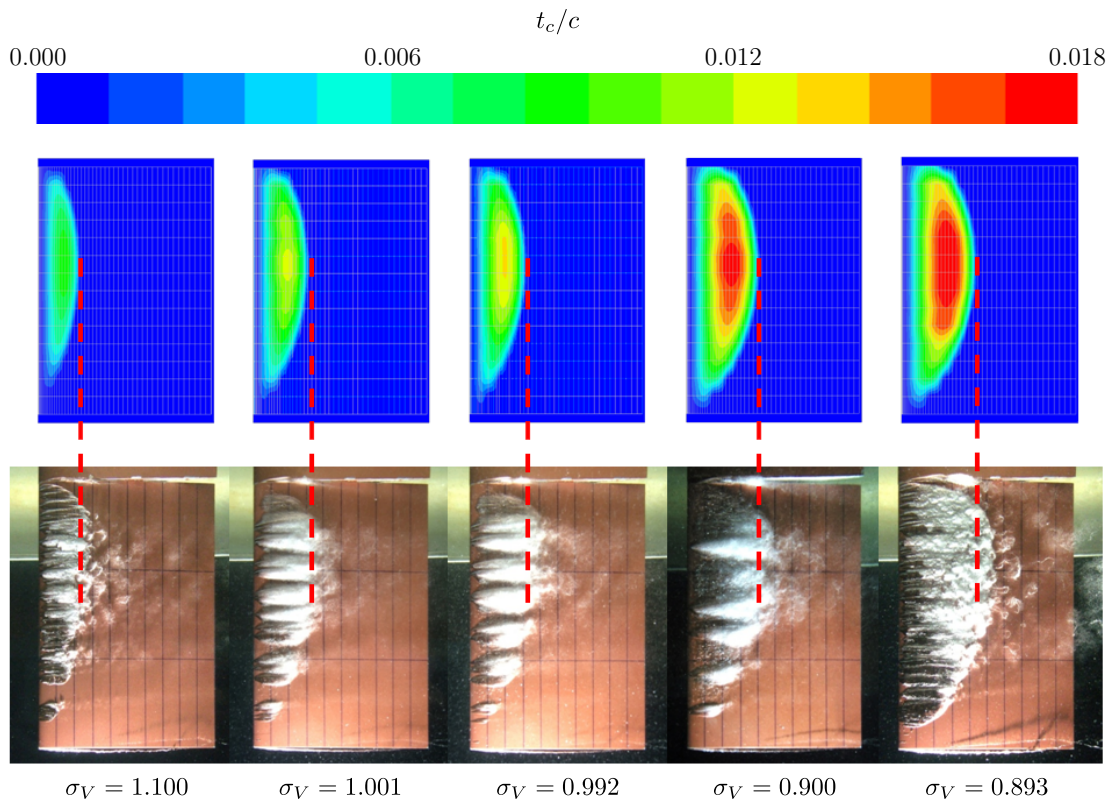 t_c/c
0.000 0.006 0.012 0.018
σ_V = 1.100 σ_V = 1.001 σ_V = 0.992 σ_V = 0.900 σ_V = 0.893